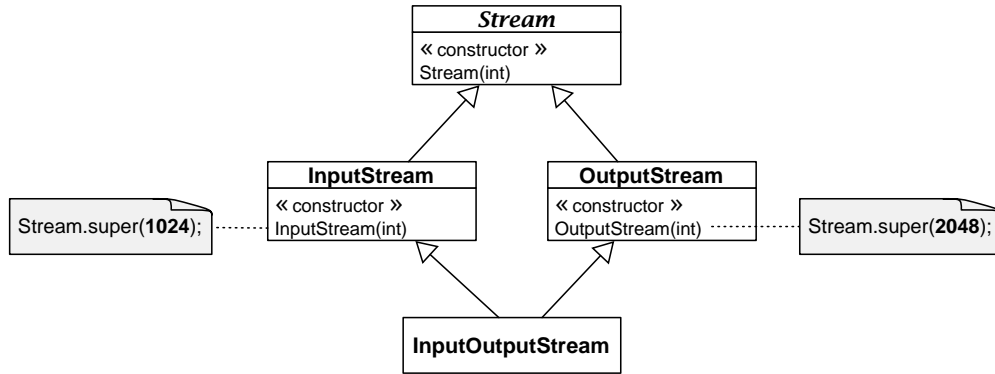 Stream
« constructor »
Stream(int)
InputStream
« constructor »
InputStream(int)
OutputStream
« constructor »
OutputStream(int)
Stream.super(1024);
Stream.super(2048);
InputOutputStream